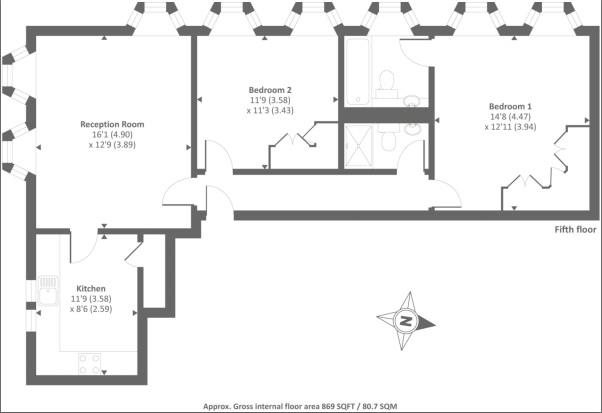 Reception Room
16'1 (4.90)
x 12'9 (3.89)
Bedroom 2
11'9 (3.58)
x 11'3 (3.43)
Bedroom 1
14'8 (4.47)
x 12'11 (3.94)
Fifth floor
Kitchen
11'9 (3.58)
x 8'6 (2.59)
N
Approx. Gross internal floor area 869 SQFT / 80.7 SQM